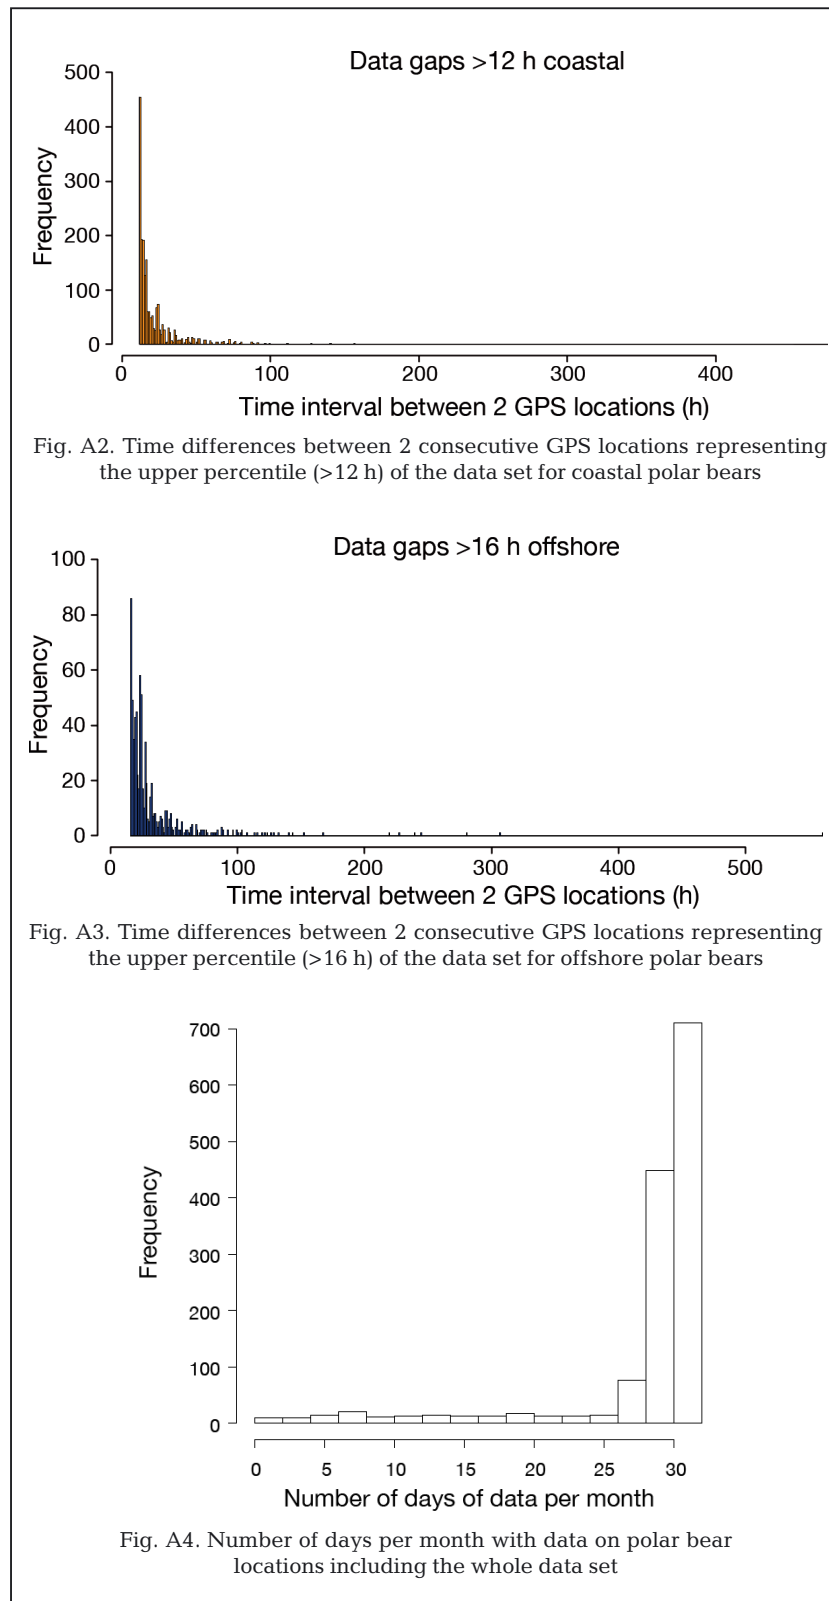 Data gaps >12 h coastal
500
400
300
200
100
0
Frequency
0 100 200 300 400
Time interval between 2 GPS locations (h)
Fig. A2. Time differences between 2 consecutive GPS locations representing
the upper percentile (>12 h) of the data set for coastal polar bears
Data gaps >16 h offshore
100
80
60
40
20
0
Frequency
0 100 200 300 400 500
Time interval between 2 GPS locations (h)
Fig. A3. Time differences between 2 consecutive GPS locations representing
the upper percentile (>16 h) of the data set for offshore polar bears
700
600
500
400
300
200
100
0
Frequency
0 5 10 15 20 25 30
Number of days of data per month
Fig. A4. Number of days per month with data on polar bear
locations including the whole data set